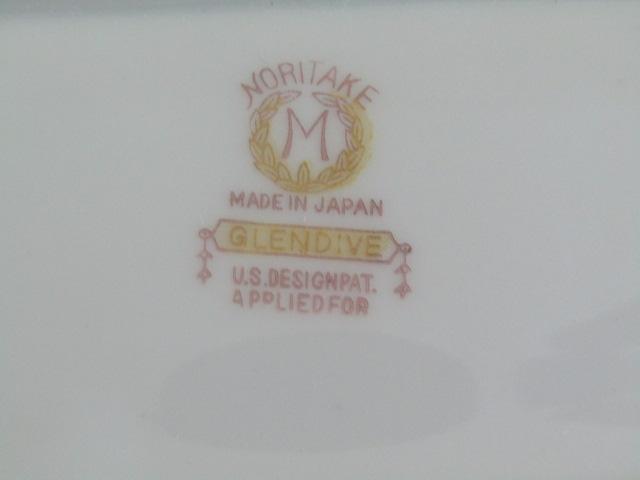 NORITAKE
M
MADE IN JAPAN
GLENDIVE
U.S. DESIGN PAT.
APPLIED FOR